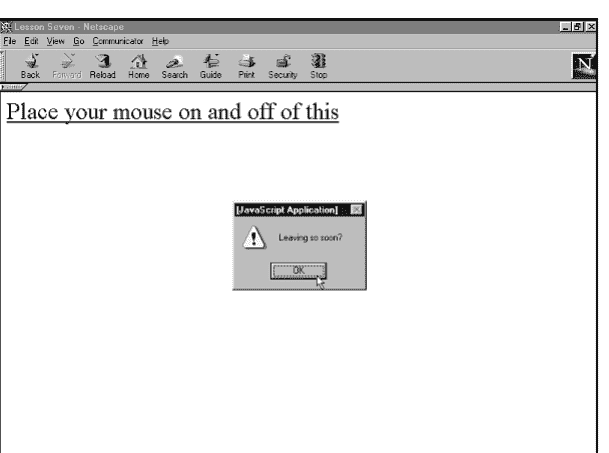 Lesson Seven - Netscape
File Edit View Go Communicator Help
Back Forward Reload Home Search Guide Print Security Stop
N
Place your mouse on and off of this
[JavaScript Application]
Leaving so soon?
OK